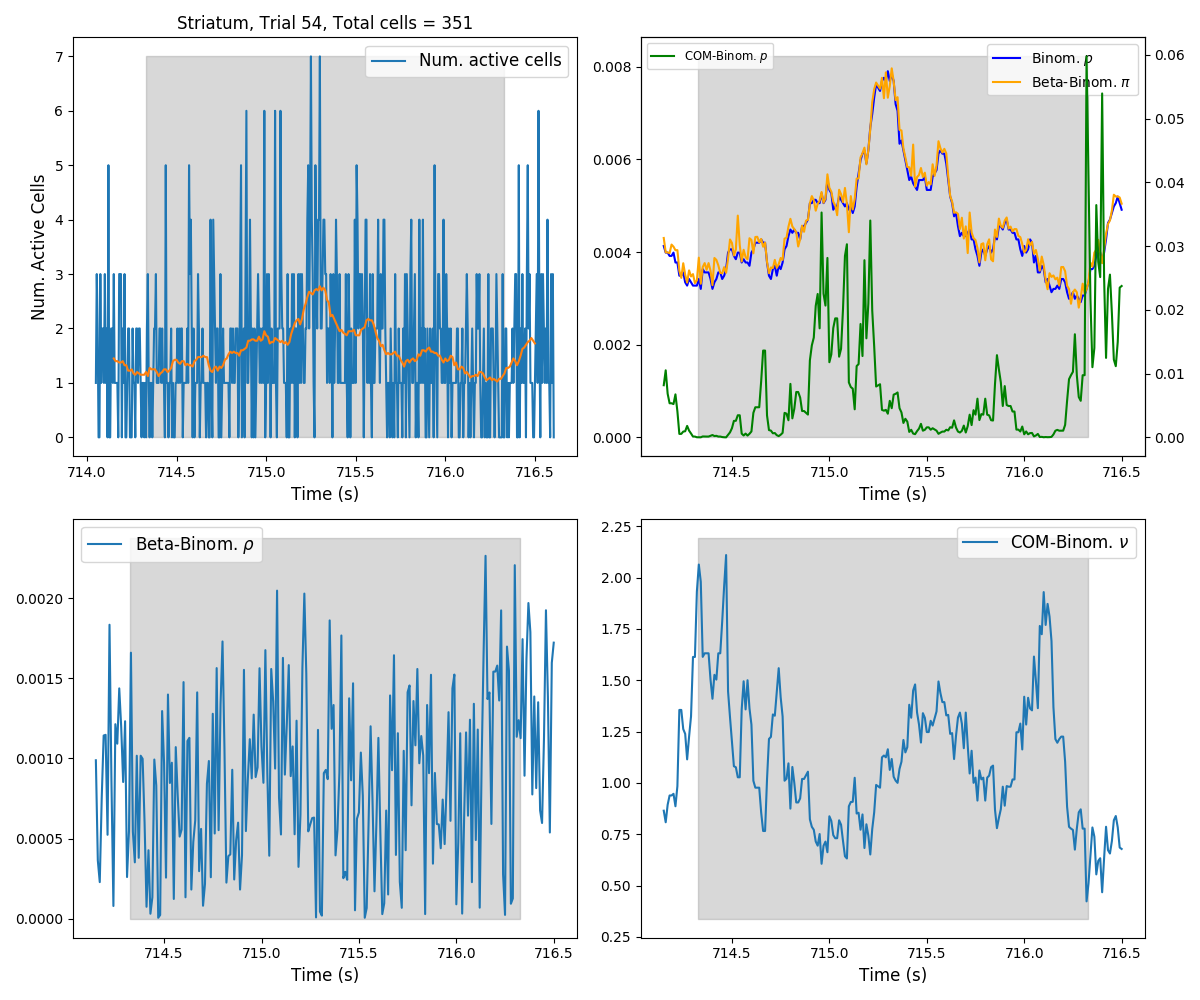 Striatum, Trial 54, Total cells = 351
Num. active cells
Num. Active Cells
7
6
5
4
3
2
1
0
714.0 714.5 715.0 715.5 716.0 716.5
Time (s)
COM-Binom. p
Binom. p
Beta-Binom. π
0.008
0.006
0.004
0.002
0.000
0.06
0.05
0.04
0.03
0.02
0.01
0.00
714.5 715.0 715.5 716.0 716.5
Time (s)
Beta-Binom. ρ
0.0020
0.0015
0.0010
0.0005
0.0000
714.5 715.0 715.5 716.0 716.5
Time (s)
COM-Binom. ν
2.25
2.00
1.75
1.50
1.25
1.00
0.75
0.50
0.25
714.5 715.0 715.5 716.0 716.5
Time (s)